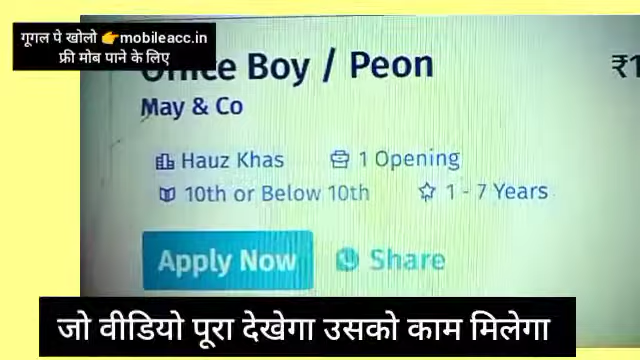 गूगल पे खोलो 👉mobileacc.in
फ्री मोब पाने के लिए
Office Boy / Peon
₹1
May & Co
Hauz Khas
1 Opening
10th or Below 10th
1 - 7 Years
Apply Now
Share
जो वीडियो पूरा देखेगा उसको काम मिलेगा